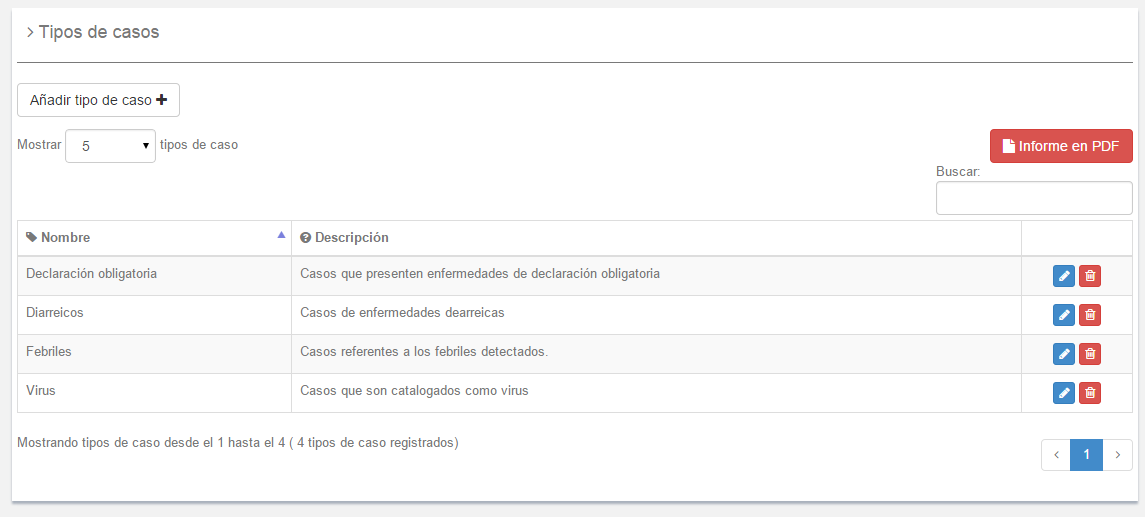 Tipos de casos
Añadir tipo de caso
Mostrar 5 tipos de caso
Informe en PDF
Buscar:
Nombre Descripción
Declaración obligatoria Casos que presenten enfermedades de declaración obligatoria
Diarreicos Casos de enfermedades dearreicas
Febriles Casos referentes a los febriles detectados.
Virus Casos que son catalogados como virus
Mostrando tipos de caso desde el 1 hasta el 4 ( 4 tipos de caso registrados)
1